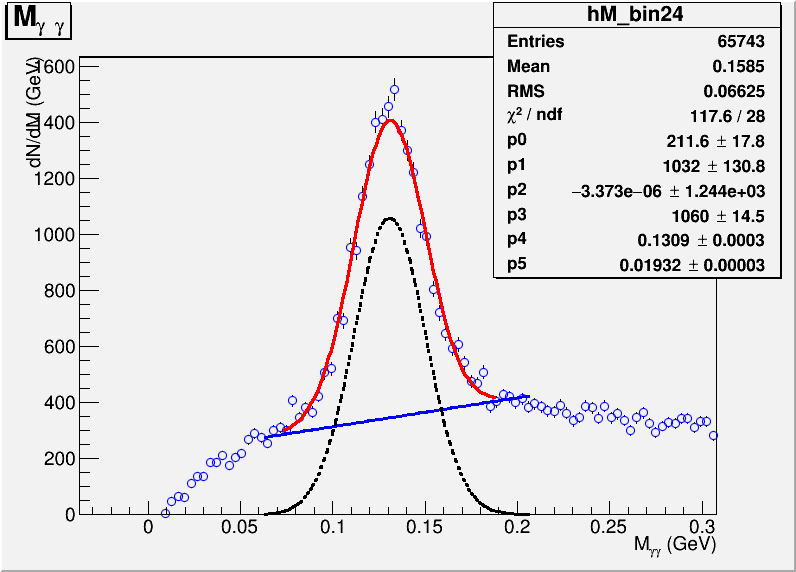 M γ γ
hM_bin24
Entries 65743
Mean 0.1585
RMS 0.06625
χ² / ndf 117.6 / 28
p0 211.6 ± 17.8
p1 1032 ± 130.8
p2 −3.373e−06 ± 1.244e+03
p3 1060 ± 14.5
p4 0.1309 ± 0.0003
p5 0.01932 ± 0.00003
dN/dM (GeV)
1600
1400
1200
1000
800
600
400
200
0
0 0.05 0.1 0.15 0.2 0.25 0.3
Mγγ (GeV)